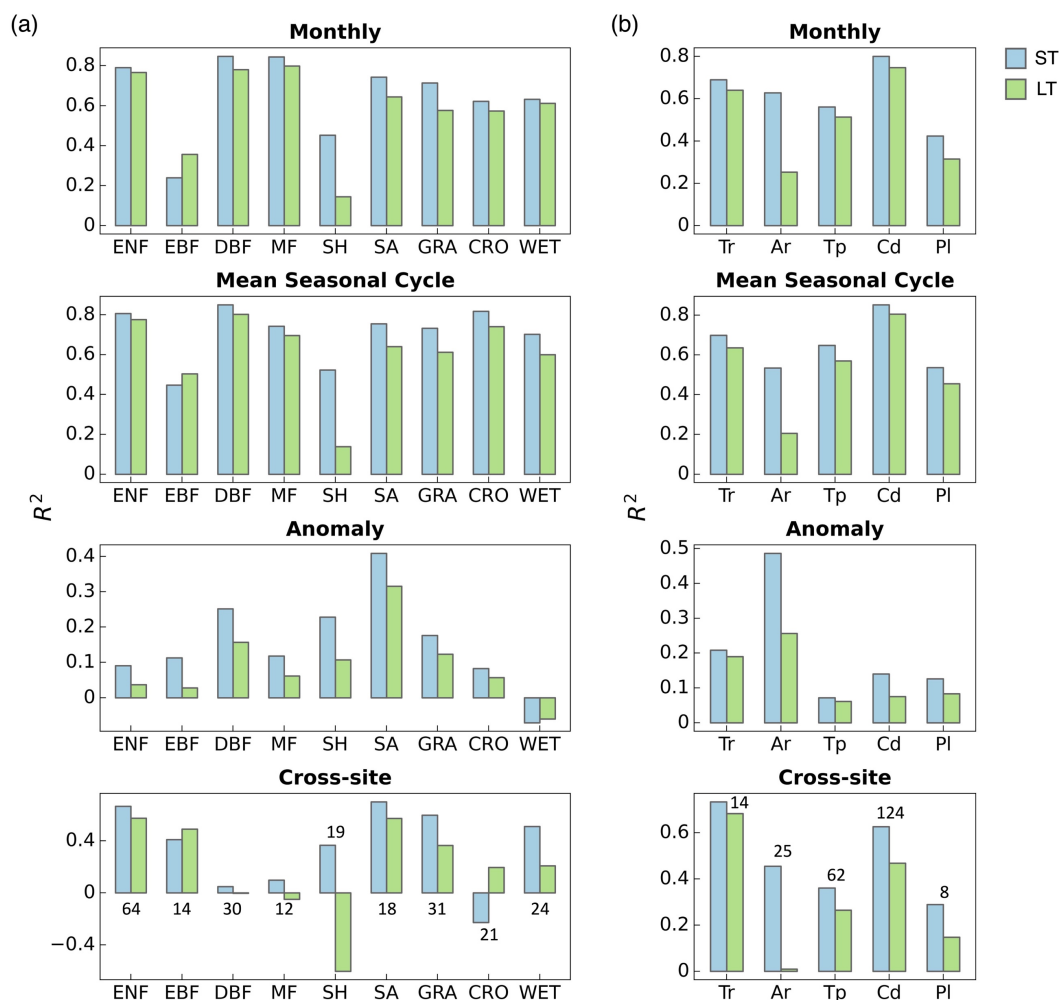 (a)
Monthly
0.8
0.6
0.4
0.2
0
ENF EBF DBF MF SH SA GRA CRO WET
Mean Seasonal Cycle
0.8
0.6
0.4
0.2
0
ENF EBF DBF MF SH SA GRA CRO WET
R²
Anomaly
0.4
0.3
0.2
0.1
0
ENF EBF DBF MF SH SA GRA CRO WET
Cross-site
0.4
0
−0.4
64 14 30 12 19 18 31 21 24
ENF EBF DBF MF SH SA GRA CRO WET
(b)
Monthly
0.8
0.6
0.4
0.2
0
Tr Ar Tp Cd Pl
Mean Seasonal Cycle
0.8
0.6
0.4
0.2
0
Tr Ar Tp Cd Pl
R²
Anomaly
0.5
0.4
0.3
0.2
0.1
0
Tr Ar Tp Cd Pl
Cross-site
0.6
0.4
0.2
0
14 25 62 124 8
Tr Ar Tp Cd Pl
ST
LT